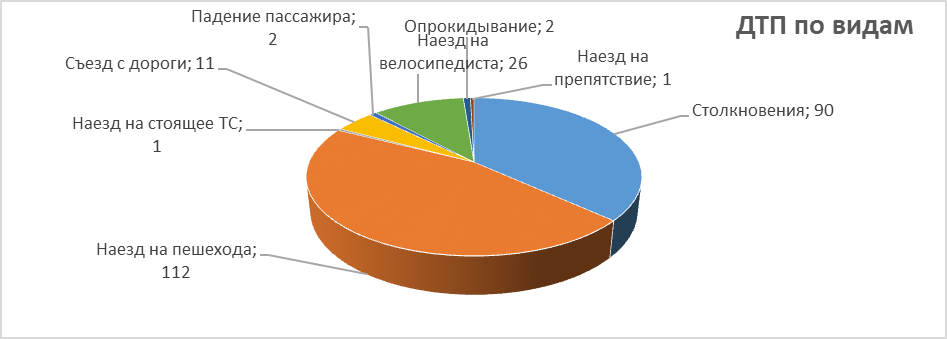 ДТП по видам
Падение пассажира;
2
Опрокидывание; 2
Наезд на
велосипедиста; 26
Наезд на
препятствие; 1
Съезд с дороги; 11
Столкновения; 90
Наезд на стоящее ТС;
1
Наезд на пешехода;
112